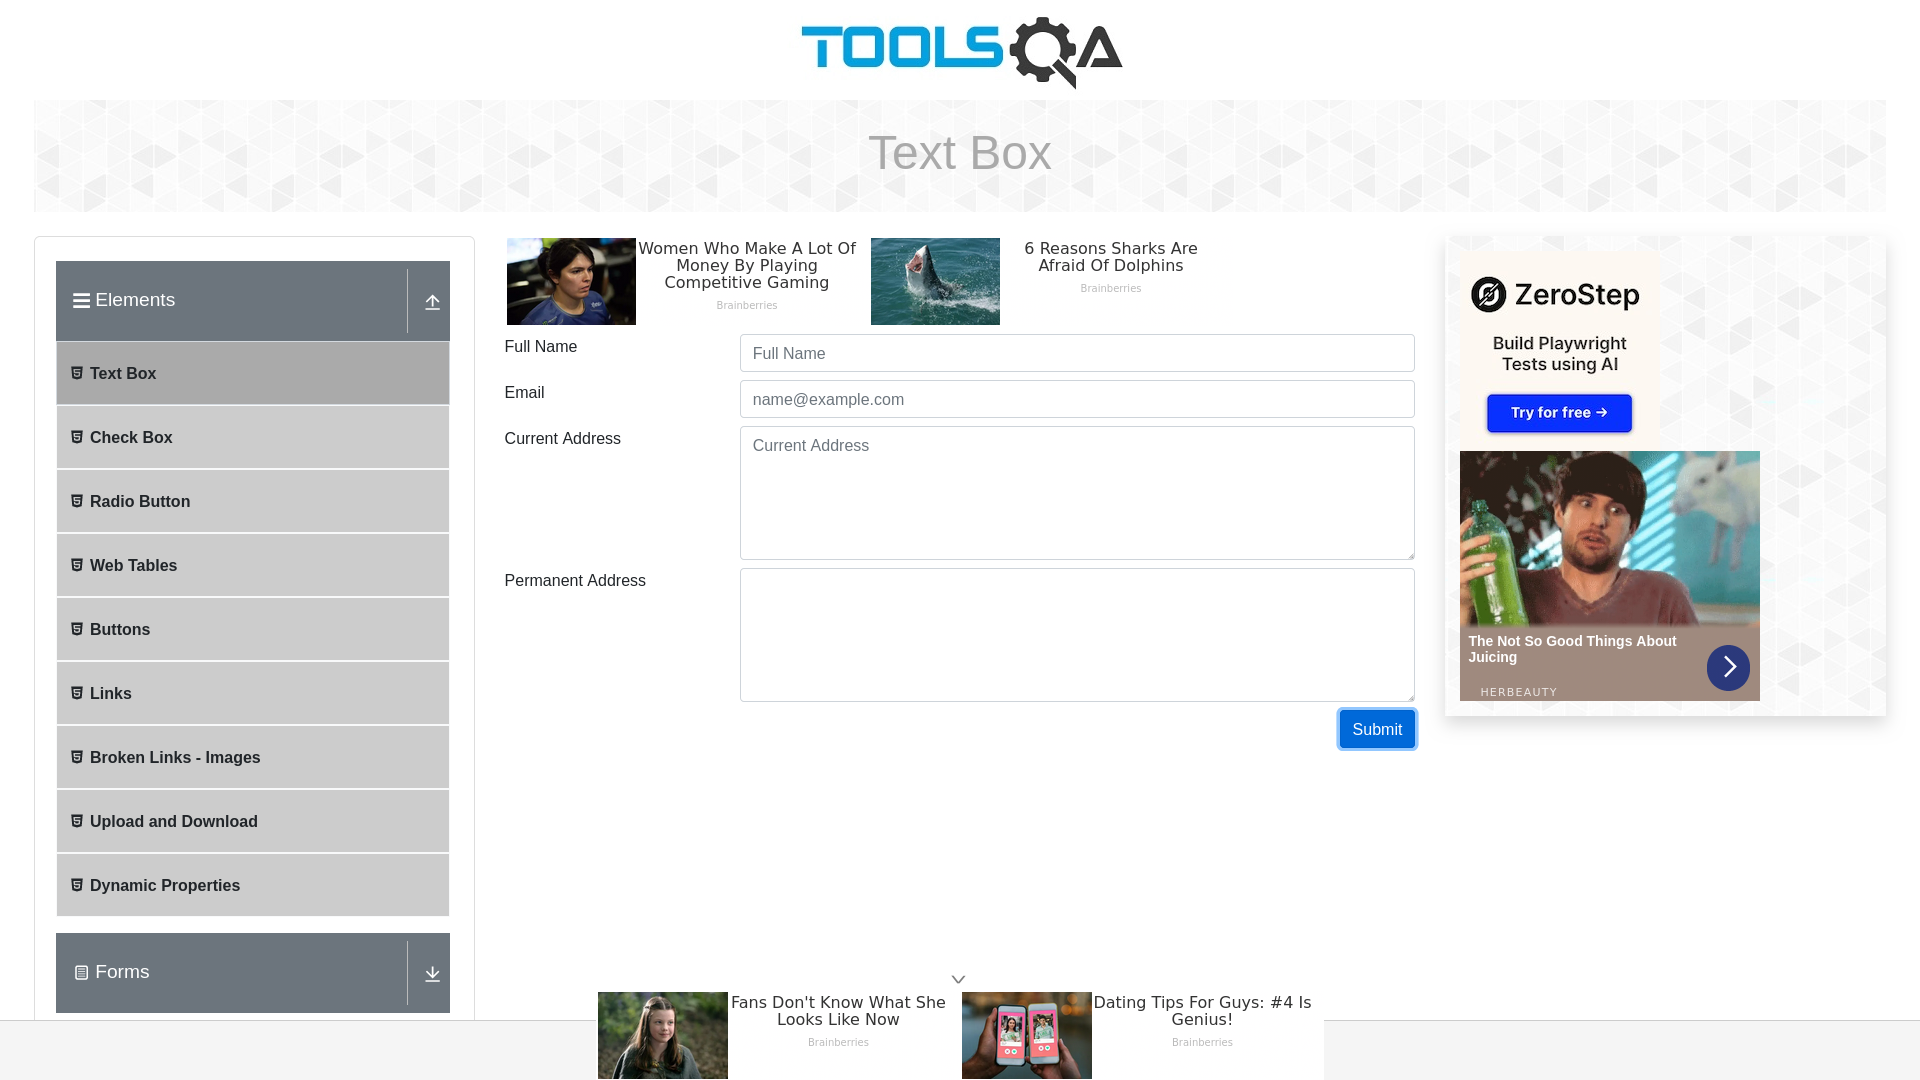 TOOLSQA
Text Box
Elements
Text Box
Check Box
Radio Button
Web Tables
Buttons
Links
Broken Links - Images
Upload and Download
Dynamic Properties
Forms
Women Who Make A Lot Of
Money By Playing
Competitive Gaming
Brainberries
6 Reasons Sharks Are
Afraid Of Dolphins
Brainberries
Full Name
Full Name
Email
name@example.com
Current Address
Current Address
Permanent Address
Submit
ZeroStep
Build Playwright
Tests using AI
Try for free →
The Not So Good Things About
Juicing
HERBEAUTY
Fans Don't Know What She
Looks Like Now
Brainberries
Dating Tips For Guys: #4 Is
Genius!
Brainberries